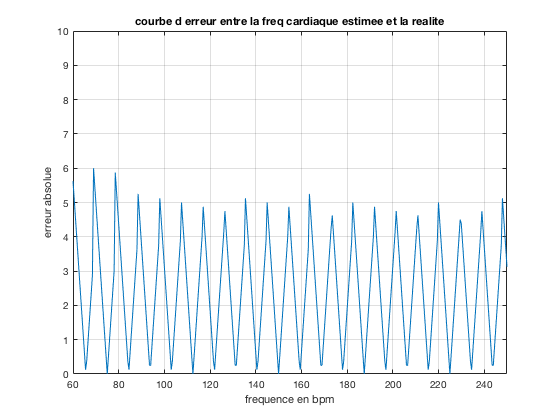 courbe d erreur entre la freq cardiaque estimee et la realite
10
9
8
7
6
5
4
3
2
1
0
erreur absolue
60 80 100 120 140 160 180 200 220 240
frequence en bpm